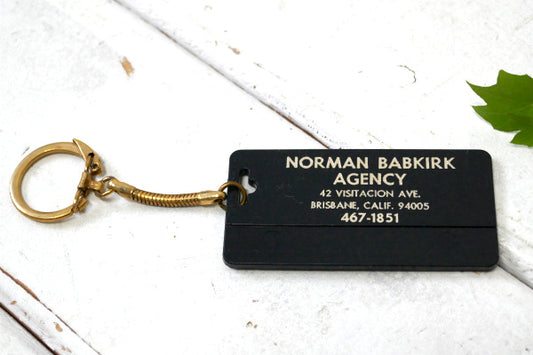 NORMAN BABKIRK
AGENCY
42 VISITACION AVE.
BRISBANE, CALIF. 94005
467-1851